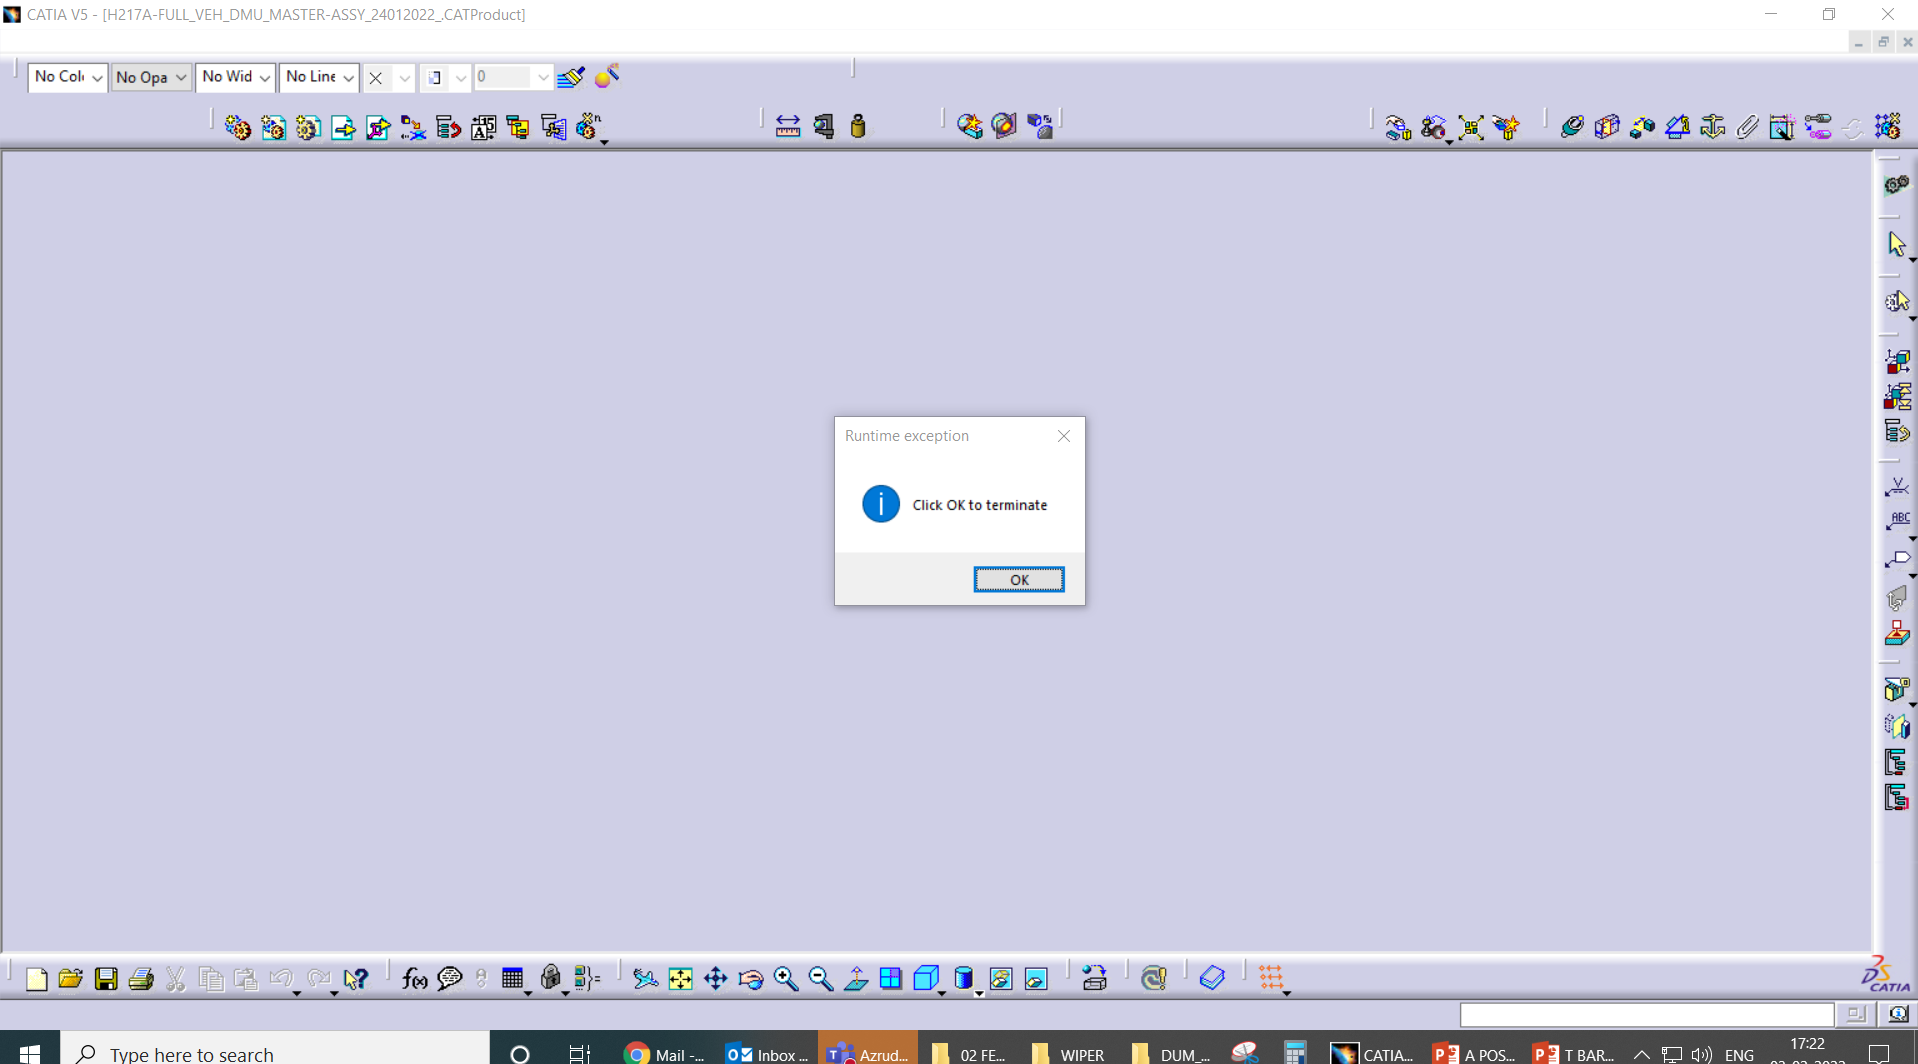 CATIA V5 - [H217A-FULL_VEH_DMU_MASTER-ASSY_24012022_.CATProduct]
No Col
No Opa
No Wid
No Line
0
Runtime exception
Click OK to terminate
OK
ABC
f(x)
CATIA
Type here to search
Mail -...
Inbox ...
Azrud...
02 FE...
WIPER
DUM_...
CATIA...
A POS...
T BAR...
ENG
17:22